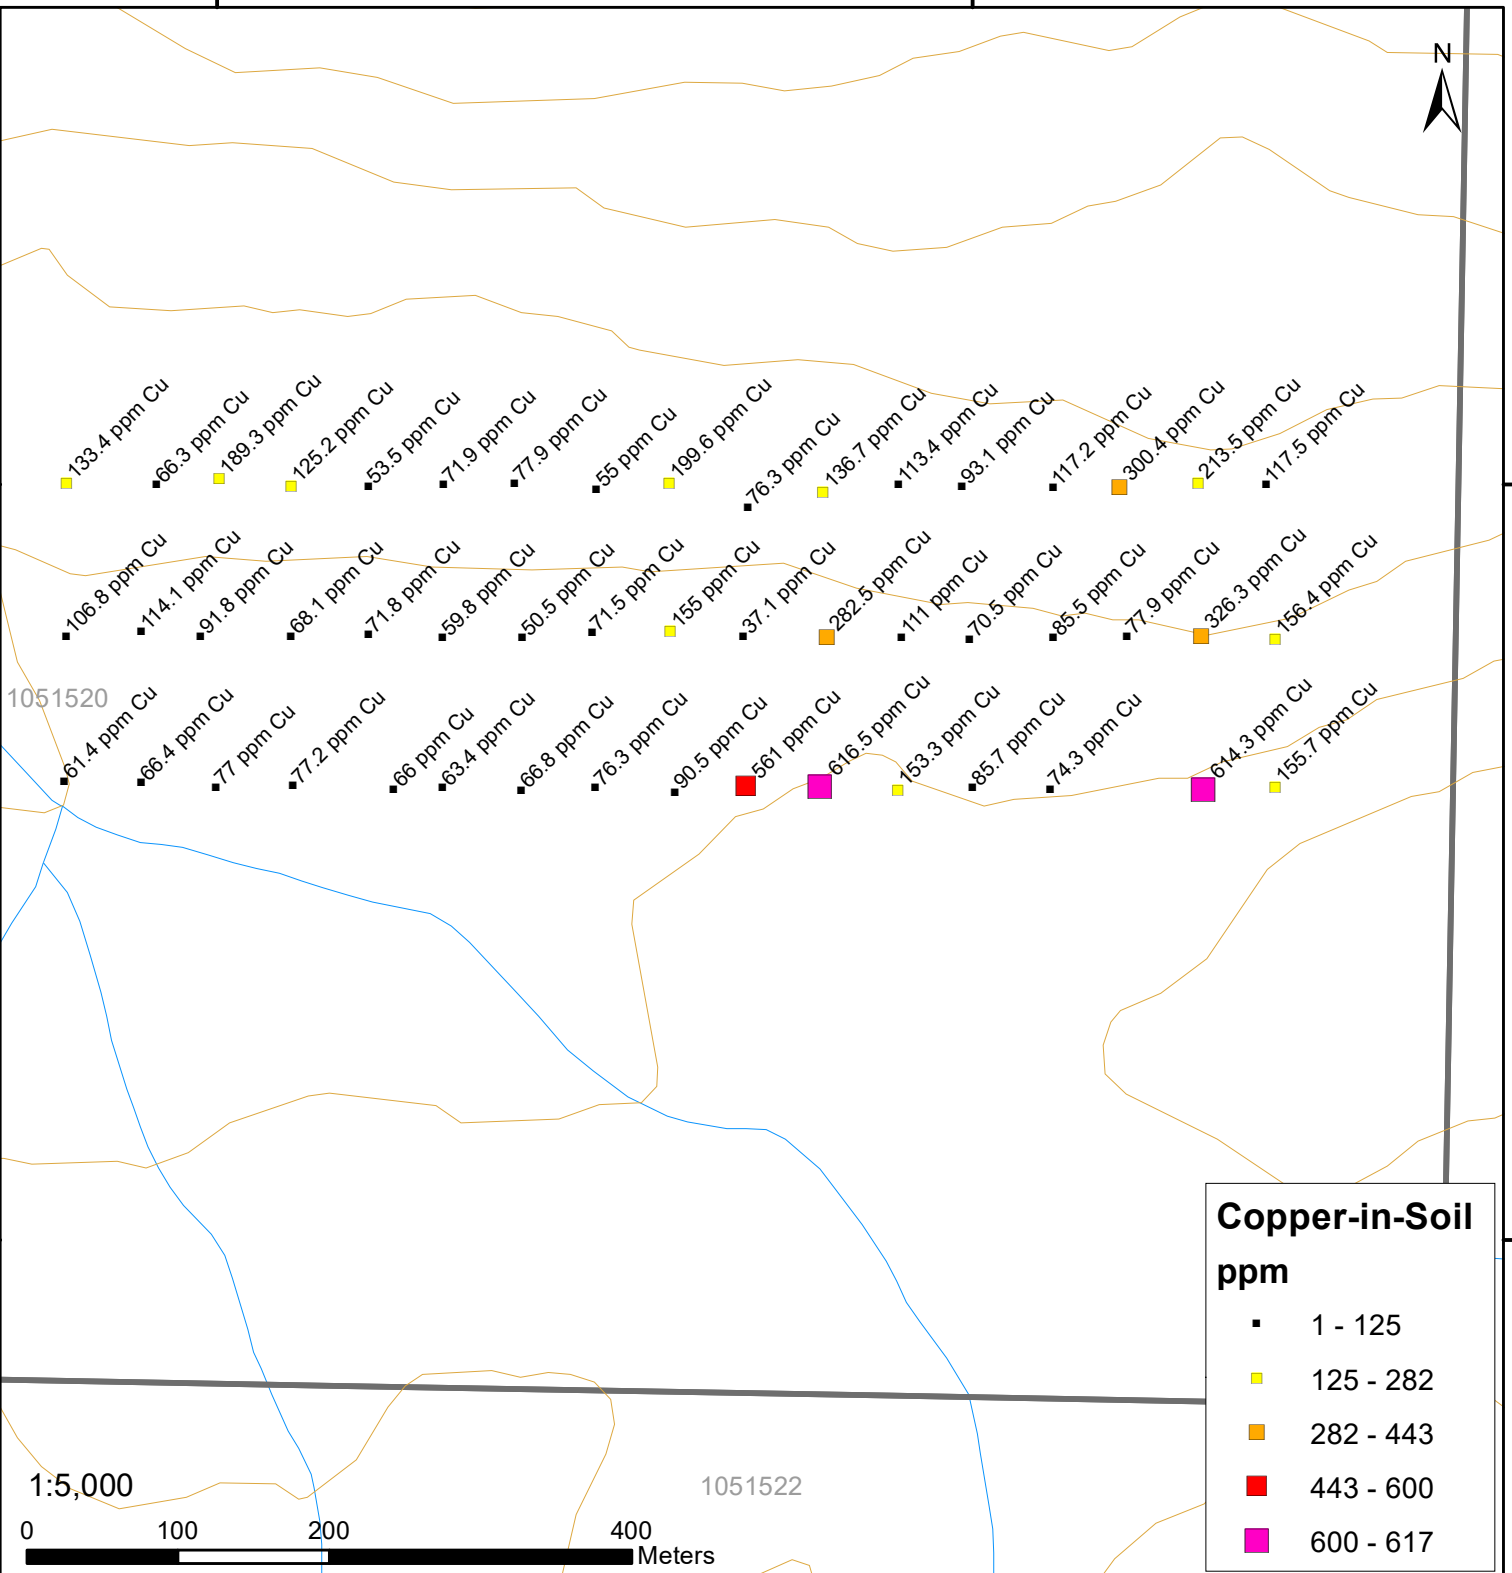 N
133.4 ppm Cu
66.3 ppm Cu
189.3 ppm Cu
125.2 ppm Cu
53.5 ppm Cu
71.9 ppm Cu
77.9 ppm Cu
55 ppm Cu
199.6 ppm Cu
76.3 ppm Cu
136.7 ppm Cu
113.4 ppm Cu
93.1 ppm Cu
117.2 ppm Cu
300.4 ppm Cu
213.5 ppm Cu
117.5 ppm Cu
106.8 ppm Cu
114.1 ppm Cu
91.8 ppm Cu
68.1 ppm Cu
71.8 ppm Cu
59.8 ppm Cu
50.5 ppm Cu
71.5 ppm Cu
155 ppm Cu
37.1 ppm Cu
282.5 ppm Cu
111 ppm Cu
70.5 ppm Cu
85.5 ppm Cu
77.9 ppm Cu
326.3 ppm Cu
156.4 ppm Cu
1051520
61.4 ppm Cu
66.4 ppm Cu
77 ppm Cu
77.2 ppm Cu
66 ppm Cu
63.4 ppm Cu
66.8 ppm Cu
76.3 ppm Cu
90.5 ppm Cu
561 ppm Cu
616.5 ppm Cu
153.3 ppm Cu
85.7 ppm Cu
74.3 ppm Cu
614.3 ppm Cu
155.7 ppm Cu
Copper-in-Soil
ppm
1 - 125
125 - 282
282 - 443
443 - 600
600 - 617
1051522
1:5,000
0 100 200 400
Meters